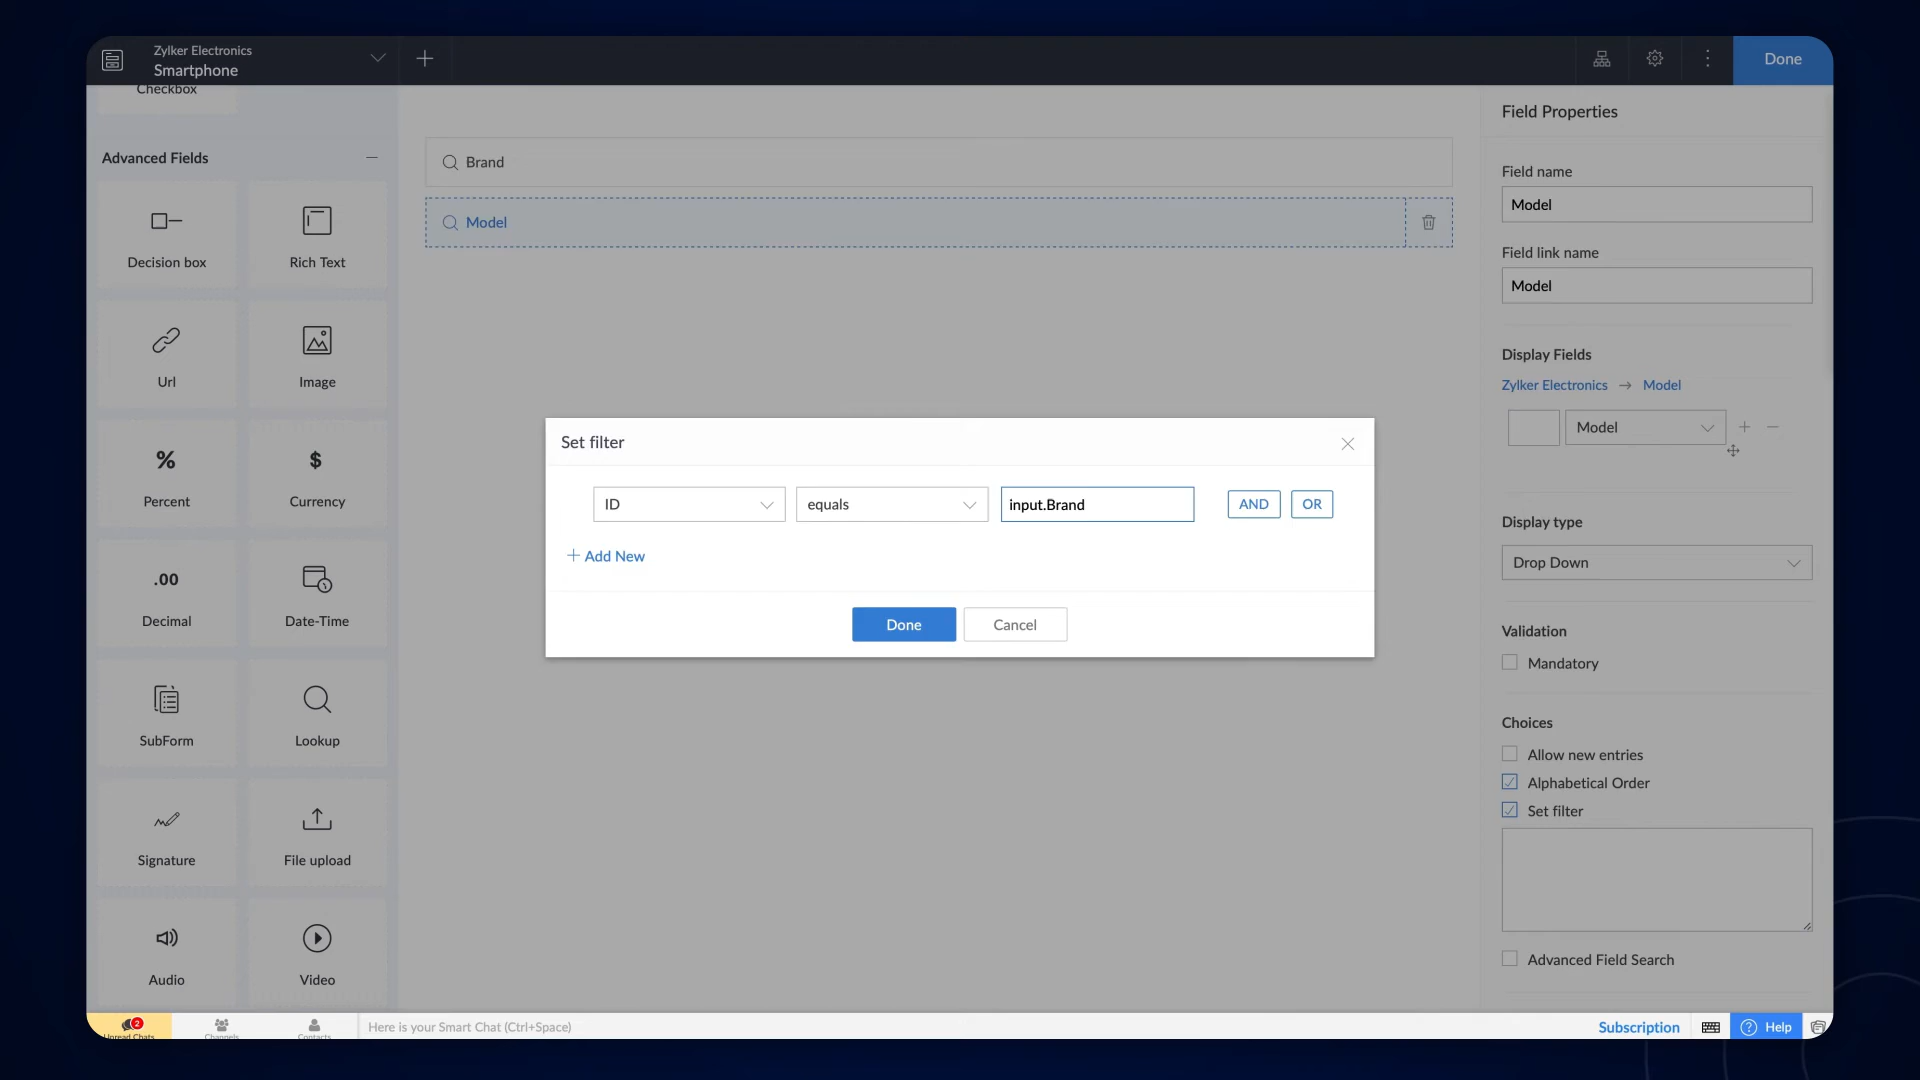 Zylker Electronics
Smartphone
Done
Checkbox
Advanced Fields
Decision box
Rich Text
Url
Image
%
Percent
$
Currency
.00
Decimal
Date-Time
SubForm
Lookup
Signature
File upload
Audio
Video
Brand
Model
Set filter
ID
equals
input.Brand
AND
OR
+ Add New
Done
Cancel
Field Properties
Field name
Model
Field link name
Model
Display Fields
Zylker Electronics → Model
Model
Display type
Drop Down
Validation
Mandatory
Choices
Allow new entries
Alphabetical Order
Set filter
Advanced Field Search
2
Unread Chats
Channels
Contacts
Here is your Smart Chat (Ctrl+Space)
Subscription
? Help